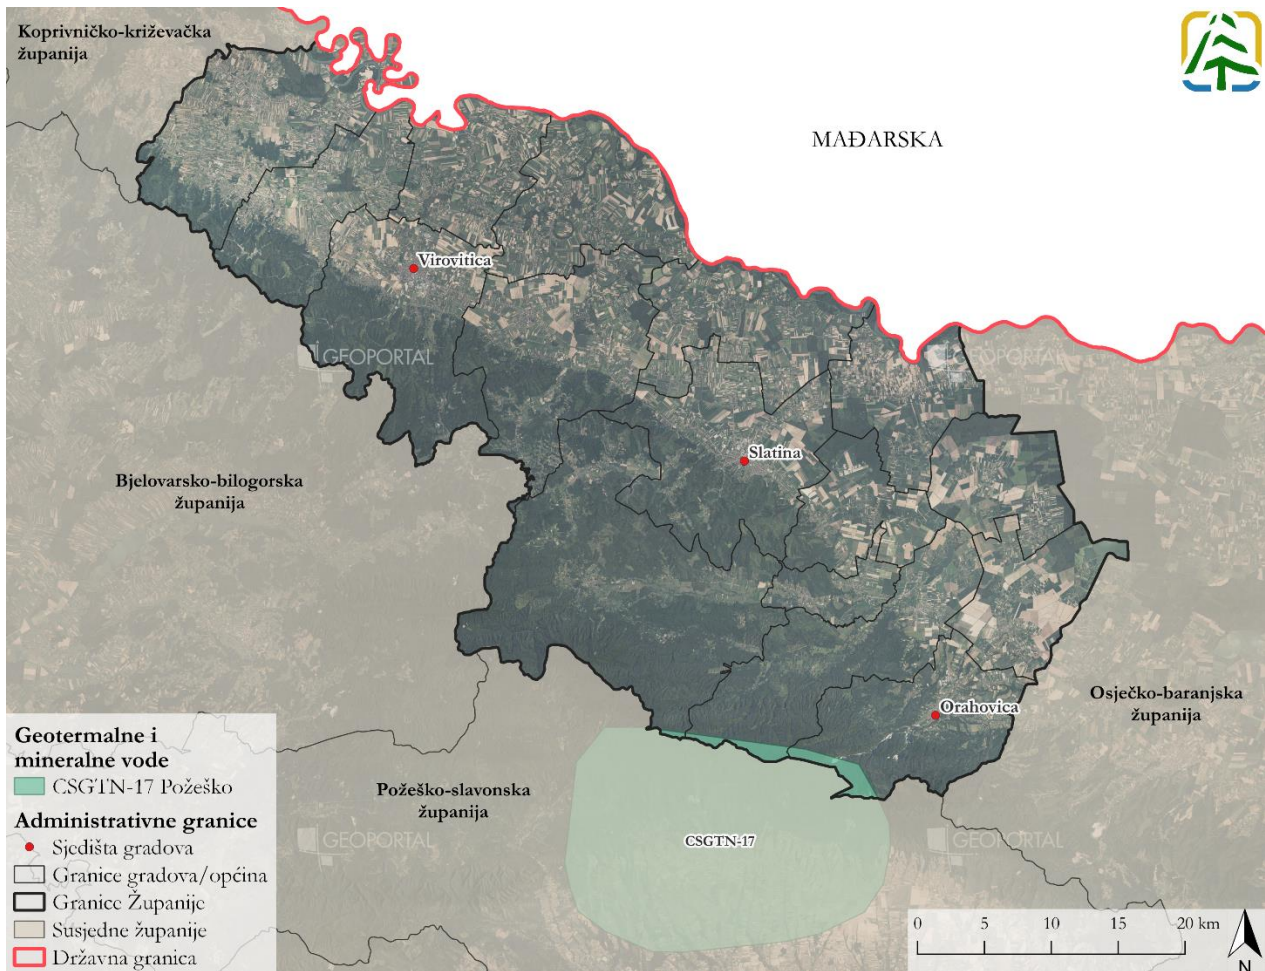 Koprivničko-križevačka
županija
MAĐARSKA
Virovitica
GEOPORTAL
GEOPORTAL
Slatina
Bjelovarsko-bilogorska
županija
Osječko-baranjska
županija
Orahovica
Požeško-slavonska
županija
CSGTN-17
GEOPORTAL
GEOPORTAL
Geotermalne i
mineralne vode
CSGTN-17 Požeško
Administrativne granice
Sjedišta gradova
Granice gradova/općina
Granice Županije
Susjedne županije
Državna granica
0 5 10 15 20 km
N